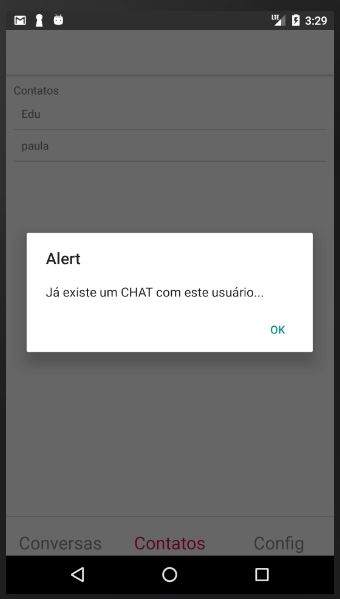 LTE 3:29
Contatos
Edu
paula
Alert
Já existe um CHAT com este usuário...
OK
Conversas Contatos Config